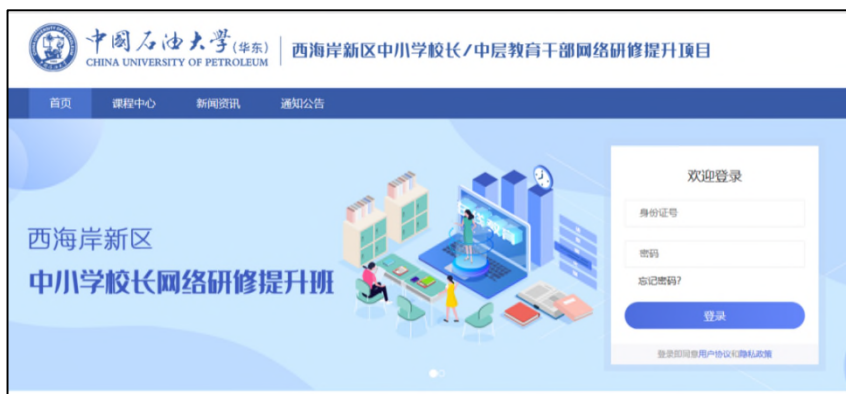 中国石油大学(华东)
CHINA UNIVERSITY OF PETROLEUM
西海岸新区中小学校长/中层教育干部网络研修提升项目
首页 课程中心 新闻资讯 通知公告
西海岸新区
中小学校长网络研修提升班
欢迎登录
身份证号
密码
忘记密码?
登录
登录即同意用户协议和隐私政策